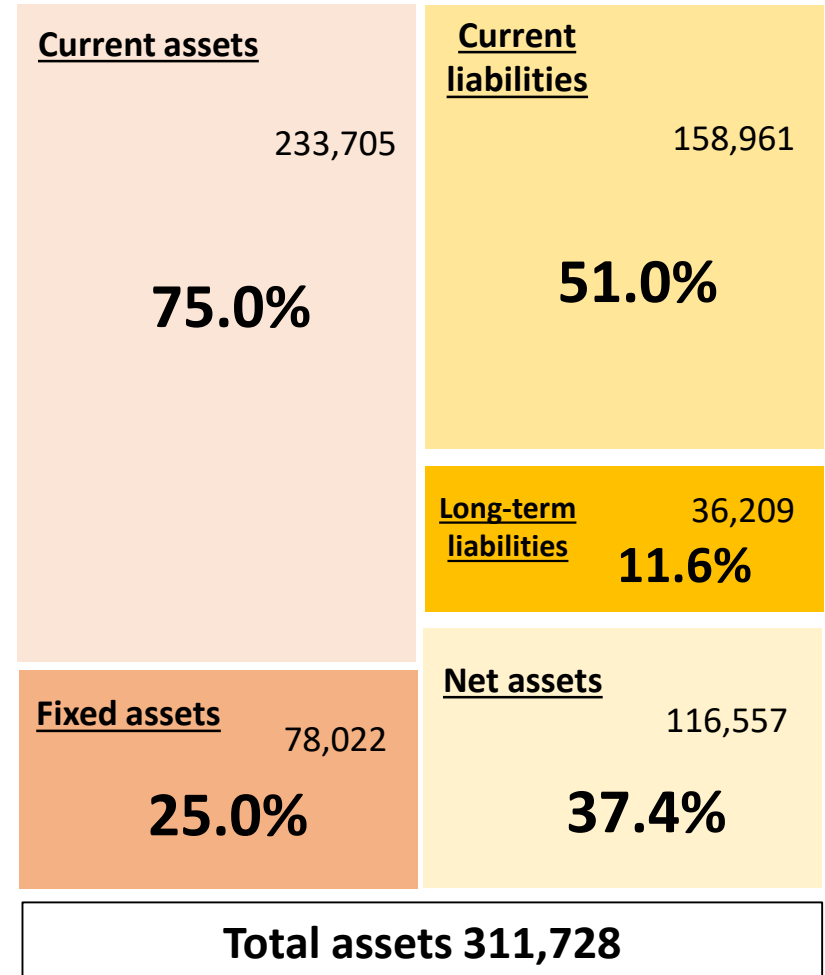 Current assets
233,705
75.0%
Fixed assets
78,022
25.0%
Current
liabilities
158,961
51.0%
Long-term
liabilities
36,209
11.6%
Net assets
116,557
37.4%
Total assets 311,728